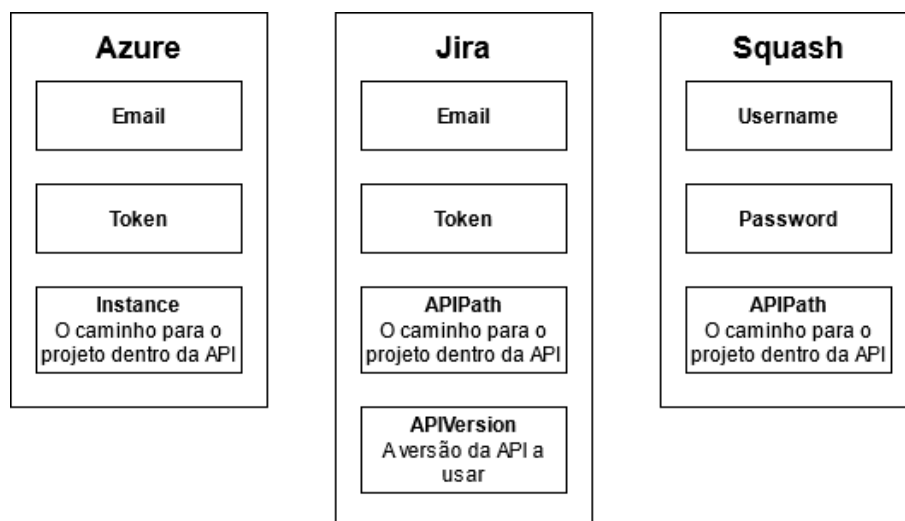 Azure
Email
Token
Instance
O caminho para o
projeto dentro da API
Jira
Email
Token
APIPath
O caminho para o
projeto dentro da API
APIVersion
A versão da API a
usar
Squash
Username
Password
APIPath
O caminho para o
projeto dentro da API